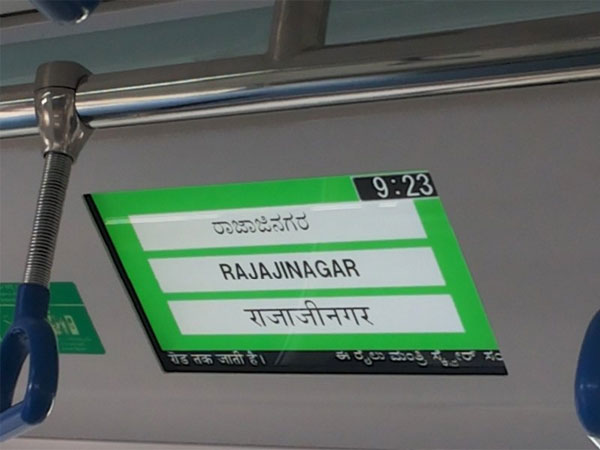 9:23
ರಾಜಾಜಿನಗರ
RAJAJINAGAR
राजाजीनगर
रोड तक जाती है। ಈ ರೈಲು ಮಂತ್ರಿ ಸ್ಕ್ವೇರ್ ಸಂ